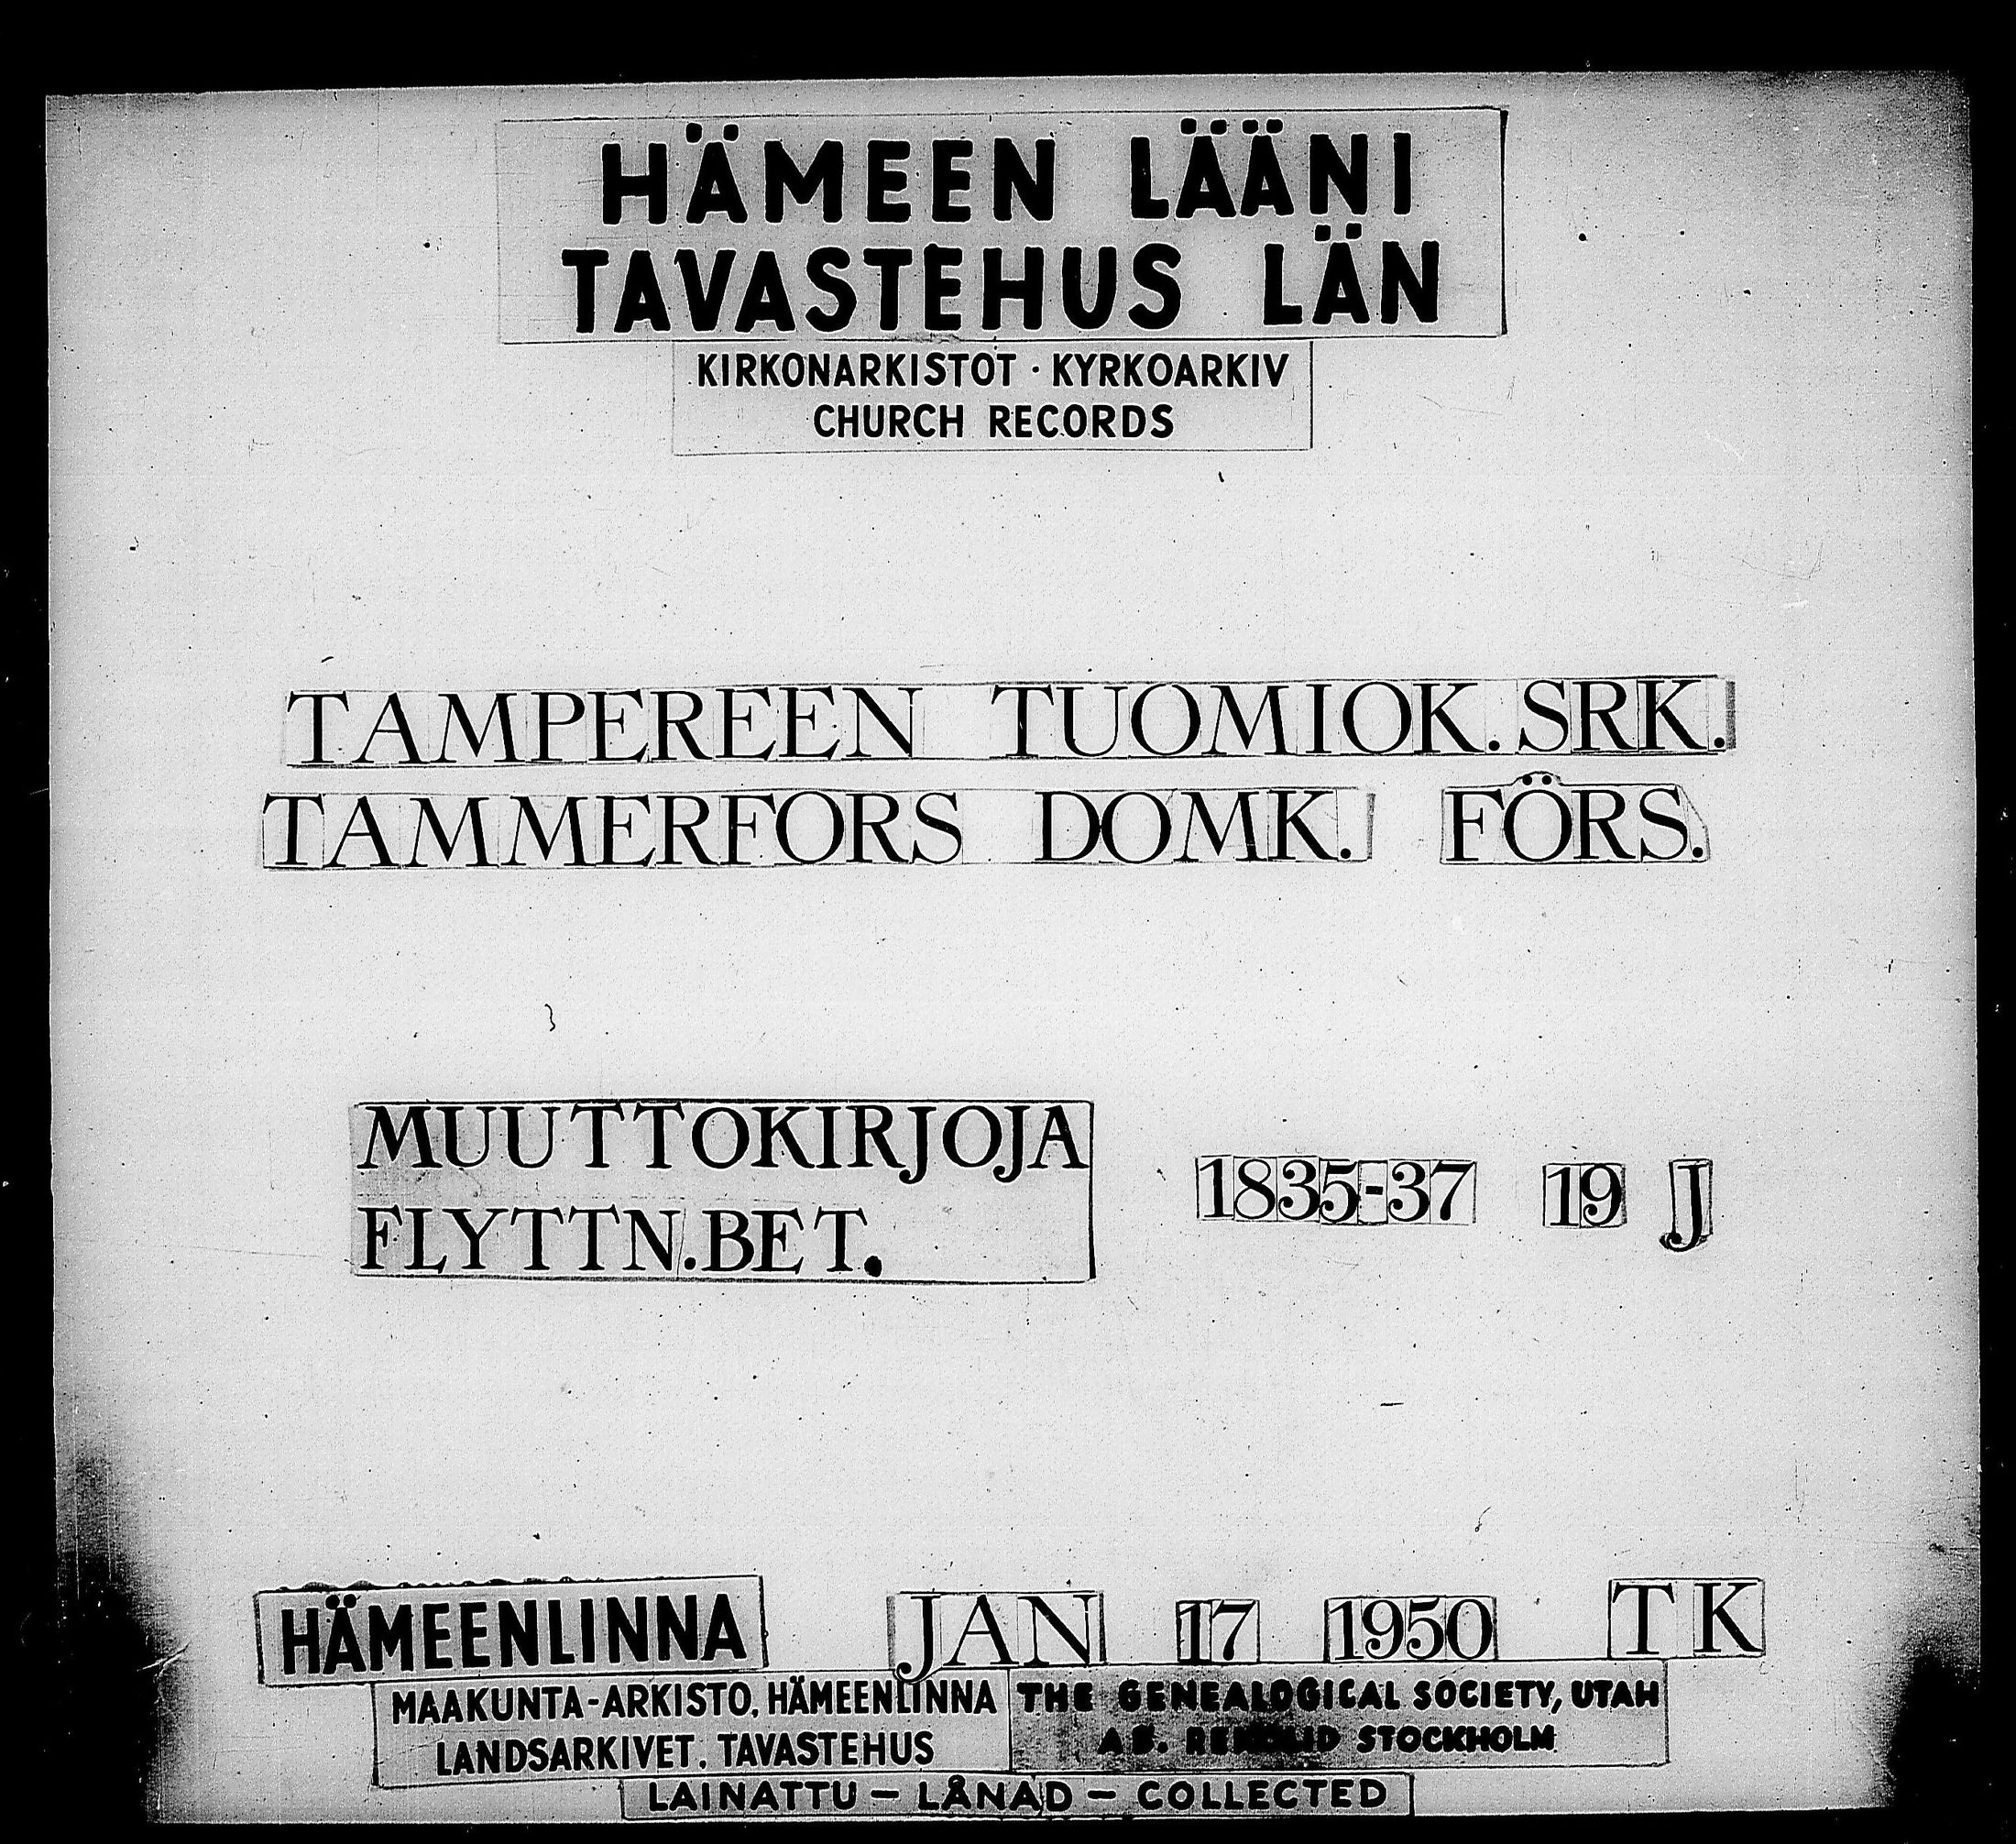 HÄMEEN LÄÄNI
TAVASTEHUS LÄN
KIRKONARKISTOT · KYRKOARKIV
CHURCH RECORDS
TAMPEREEN TUOMIOK. SRK.
TAMMERFORS DOMK. FÖRS.
MUUTTOKIRJOJA
FLYTTN.BET.
1835-37 19 J
HÄMEENLINNA JAN 17 1950 TK
MAAKUNTA-ARKISTO, HÄMEENLINNA
LANDSARKIVET, TAVASTEHUS
THE GENEALOGICAL SOCIETY, UTAH
AB. STOCKHOLM
LAINATTU – LÅNAD – COLLECTED